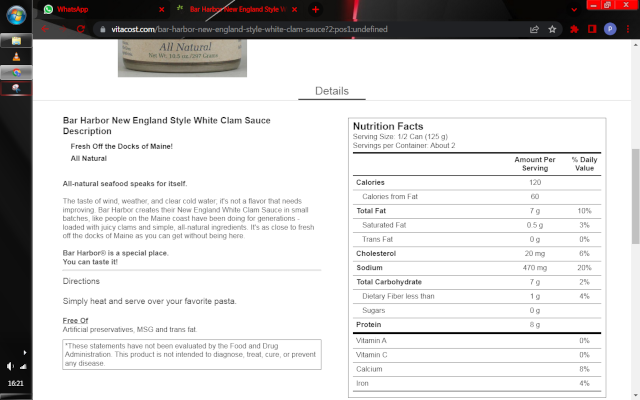 WhatsApp
Bar Harbor New England Style W
vitacost.com/bar-harbor-new-england-style-white-clam-sauce?2:pos1:undefined
P
All Natural
Net Wt. 10.5 oz/297 Grams
Details
Bar Harbor New England Style White Clam Sauce
Description
Fresh Off the Docks of Maine!
All Natural
All-natural seafood speaks for itself.
The taste of wind, weather, and clear cold water; it's not a flavor that needs
improving. Bar Harbor creates their New England White Clam Sauce in small
batches, like people on the Maine coast have been doing for generations -
loaded with juicy clams and simple, all-natural ingredients. It's as close to fresh
off the docks of Maine as you can get without being here.
Bar Harbor® is a special place.
You can taste it!
Directions
Simply heat and serve over your favorite pasta.
Free Of
Artificial preservatives, MSG and trans fat.
*These statements have not been evaluated by the Food and Drug
Administration. This product is not intended to diagnose, treat, cure, or prevent
any disease.
Nutrition Facts
Serving Size: 1/2 Can (125 g)
Servings per Container: About 2
Amount Per Serving % Daily Value
Calories 120
Calories from Fat 60
Total Fat 7 g 10%
Saturated Fat 0.5 g 3%
Trans Fat 0 g 0%
Cholesterol 20 mg 6%
Sodium 470 mg 20%
Total Carbohydrate 7 g 2%
Dietary Fiber less than 1 g 4%
Sugars 0 g
Protein 8 g
Vitamin A 0%
Vitamin C 0%
Calcium 8%
Iron 4%
16:21